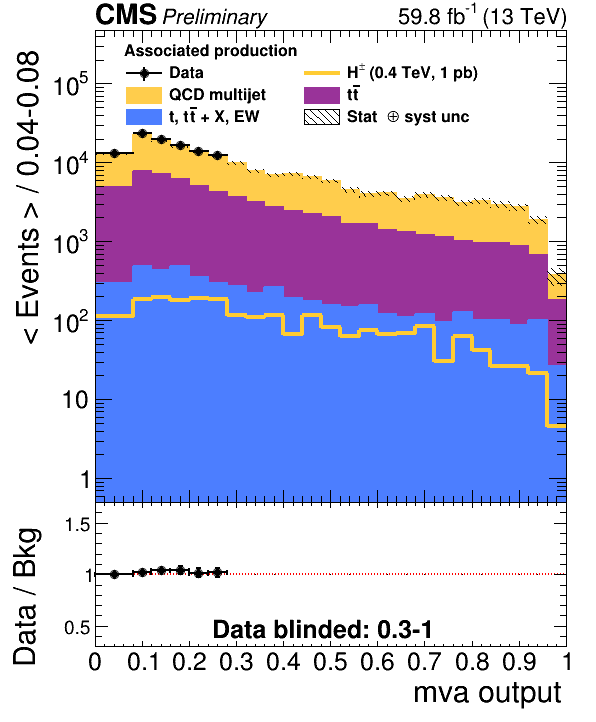 CMS Preliminary 59.8 fb⁻¹ (13 TeV)
Associated production
Data
H± (0.4 TeV, 1 pb)
QCD multijet
tt̄
t, tt̄ + X, EW
Stat ⊕ syst unc
< Events > / 0.04-0.08
10⁵
10⁴
10³
10²
10
1
Data / Bkg
1.5
1
0.5
Data blinded: 0.3-1
0 0.1 0.2 0.3 0.4 0.5 0.6 0.7 0.8 0.9 1
mva output